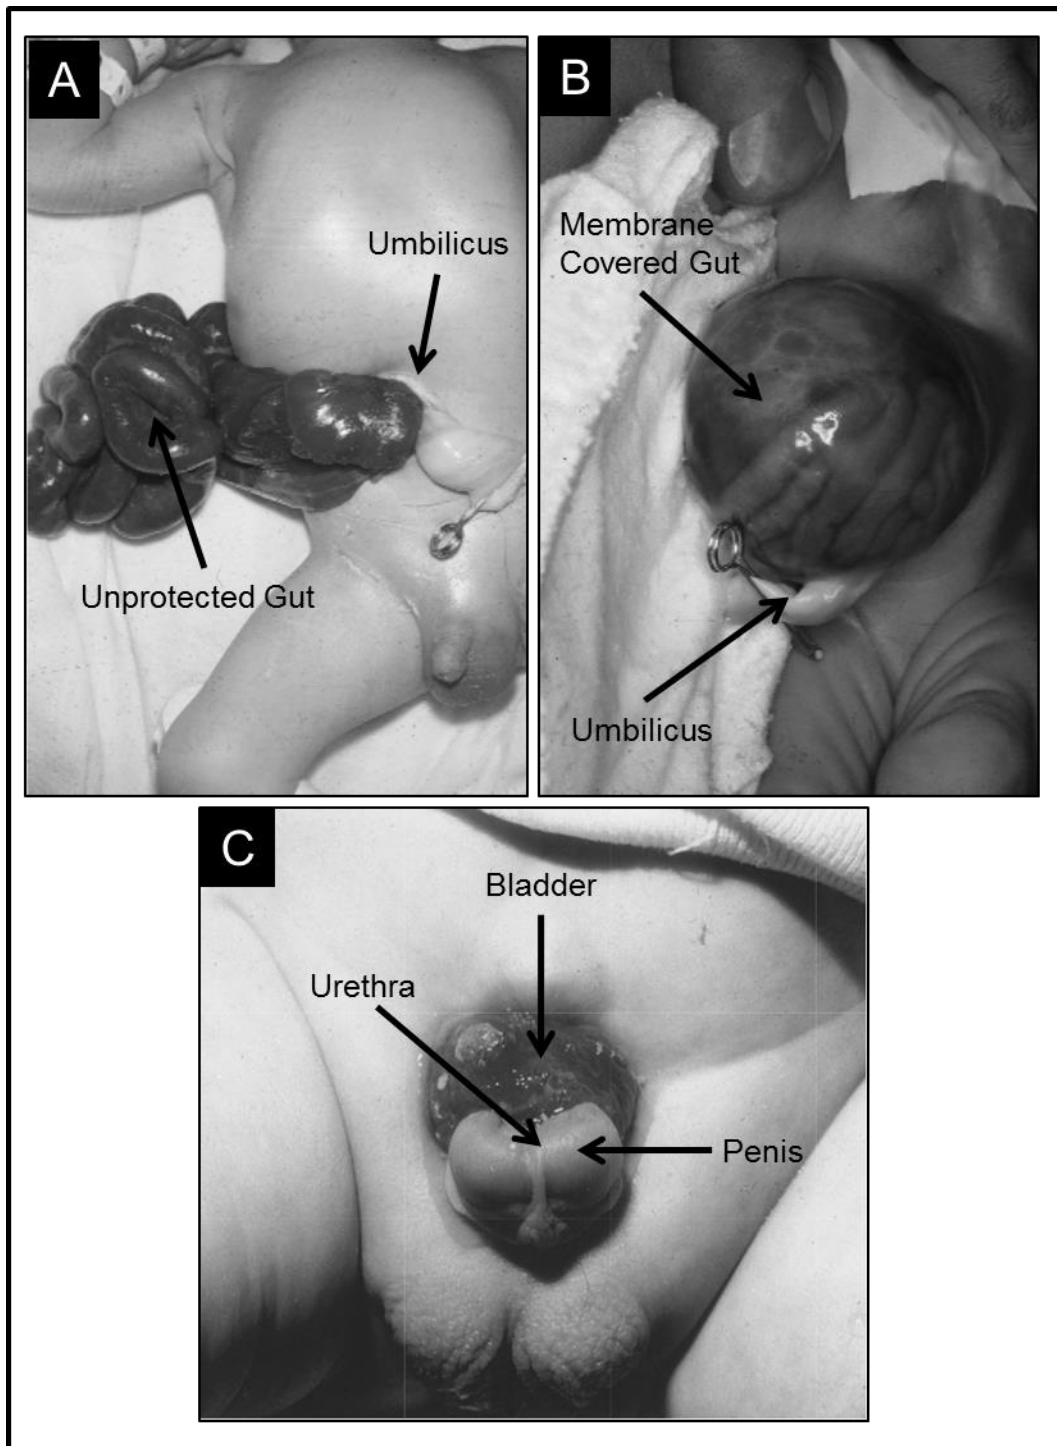 A
Umbilicus
Unprotected Gut
B
Membrane
Covered Gut
Umbilicus
C
Bladder
Urethra
Penis